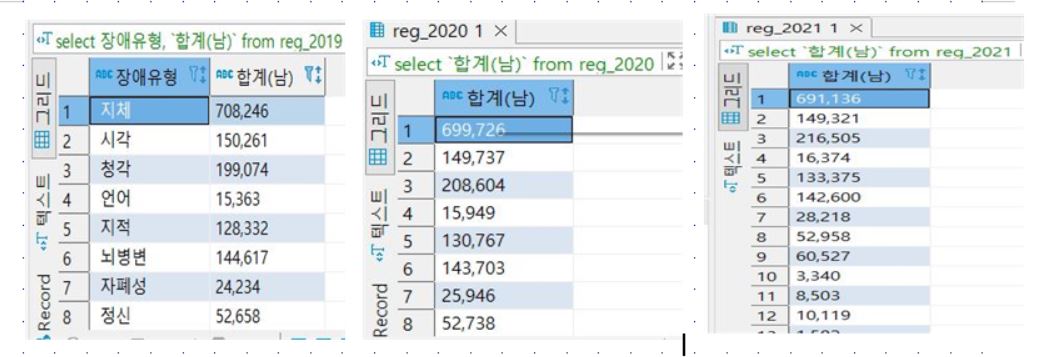 select 장애유형, `합계(남)` from reg_2019
그리드
텍스트
Record
ABC 장애유형 ABC 합계(남)
1 지체 708,246
2 시각 150,261
3 청각 199,074
4 언어 15,363
5 지적 128,332
6 뇌병변 144,617
7 자폐성 24,234
8 정신 52,658
reg_2020 1
select `합계(남)` from reg_2020
그리드
텍스트
Record
ABC 합계(남)
1 699,726
2 149,737
3 208,604
4 15,949
5 130,767
6 143,703
7 25,946
8 52,738
reg_2021 1
select `합계(남)` from reg_2021
그리드
텍스트
ABC 합계(남)
1 691,136
2 149,321
3 216,505
4 16,374
5 133,375
6 142,600
7 28,218
8 52,958
9 60,527
10 3,340
11 8,503
12 10,119